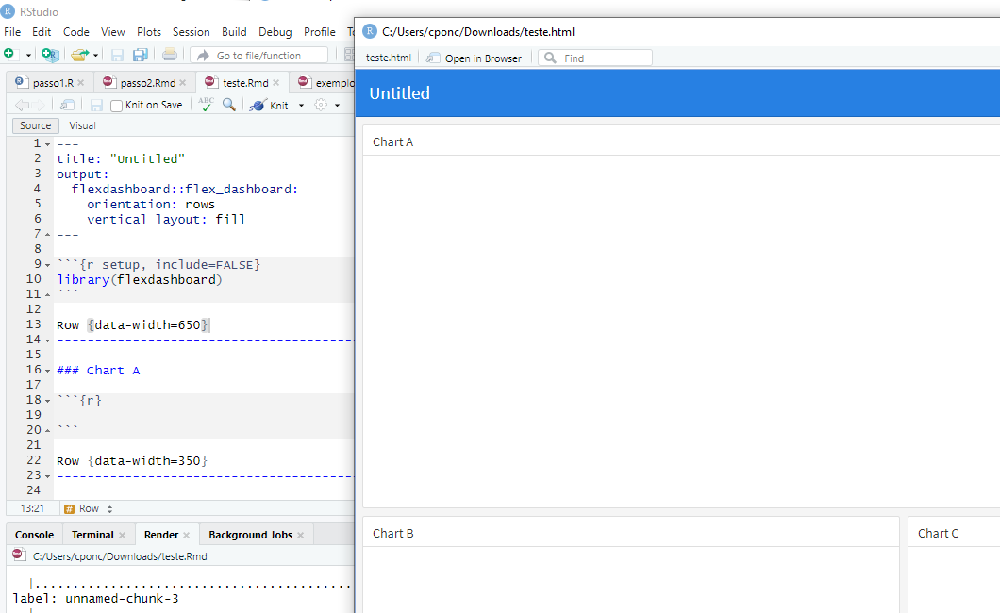 RStudio
File Edit Code View Plots Session Build Debug Profile To
Go to file/function
passo1.R × passo2.Rmd × teste.Rmd × exemplo
Knit on Save ABC Knit
Source Visual
1 ---
2 title: "Untitled"
3 output:
4 flexdashboard::flex_dashboard:
5 orientation: rows
6 vertical_layout: fill
7 ---
8
9 ```{r setup, include=FALSE}
10 library(flexdashboard)
11 ```
12
13 Row {data-width=650}
14 ----------------------------------------
15
16 ### Chart A
17
18 ```{r}
19
20 ```
21
22 Row {data-width=350}
23 ----------------------------------------
24
13:21 # Row
Console Terminal × Render × Background Jobs ×
C:/Users/cponc/Downloads/teste.Rmd
|..........................................
label: unnamed-chunk-3
|
C:/Users/cponc/Downloads/teste.html
teste.html Open in Browser Find
Untitled
Chart A
Chart B
Chart C